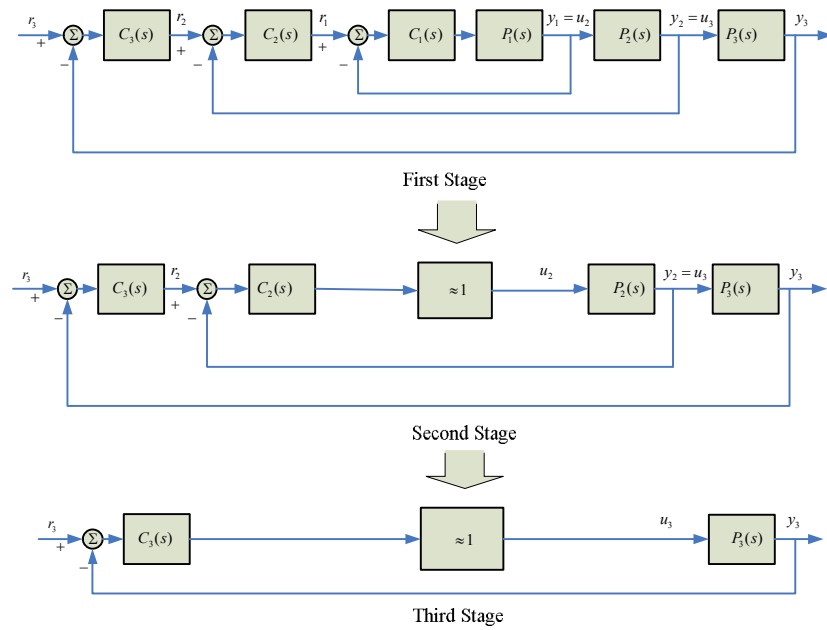 r₃ + − Σ C₃(s) r₂ + − Σ C₂(s) r₁ + − Σ C₁(s) P₁(s) y₁ = u₂ P₂(s) y₂ = u₃ P₃(s) y₃
First Stage
r₃ + − Σ C₃(s) r₂ + − Σ C₂(s) ≈1 u₂ P₂(s) y₂ = u₃ P₃(s) y₃
Second Stage
r₃ + − Σ C₃(s) ≈1 u₃ P₃(s) y₃
Third Stage